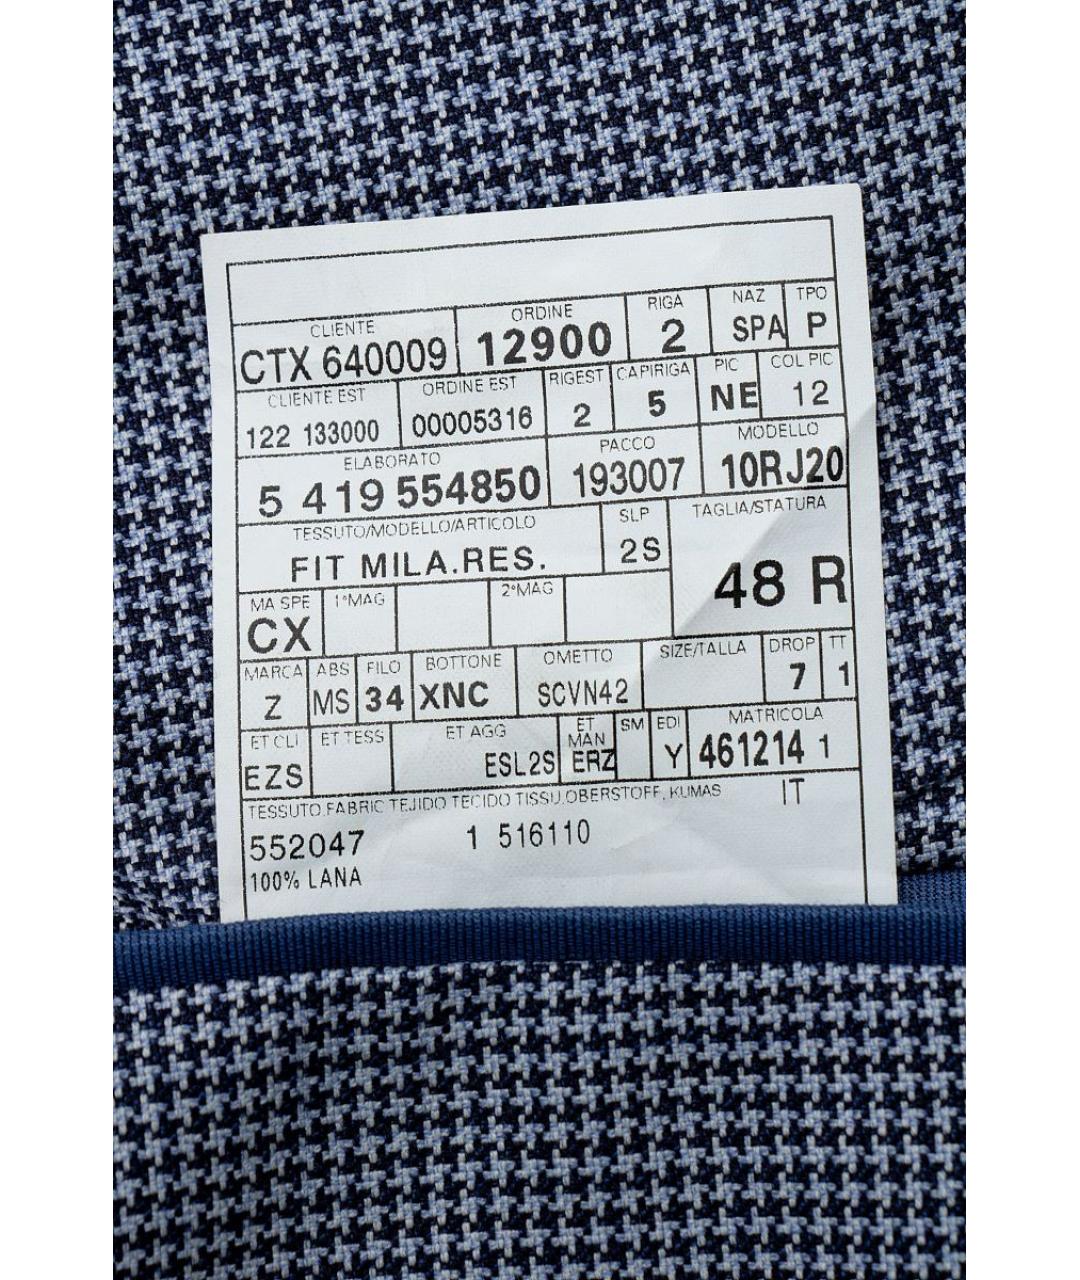 CLIENTE ORDINE RIGA NAZ TPO
CTX 640009 12900 2 SPA P
CLIENTE EST ORDINE EST RIGEST CAPIRIGA PIC COL PIC
122 133000 00005316 2 5 NE 12
ELABORATO PACCO MODELLO
5 4 19 554850 193007 10RJ20
TESSUTO/MODELLO/ARTICOLO SLP TAGLIA/STATURA
FIT MILA.RES. 2S 48 R
MA SPE 1°MAG 2°MAG
CX
MARCA ABS FILO BOTTONE OMETTO SIZE/TALLA DROP TT
Z MS 34 XNC SCVN42 7 1
ET CLI ET TESS ET AGG ET MAN SM EDI MATRICOLA
EZS ESL2S ERZ Y 461214 1
TESSUTO,FABRIC TEJIDO TECIDO TISSU,OBERSTOFF, KUMAS IT
552047 1 516110
100% LANA